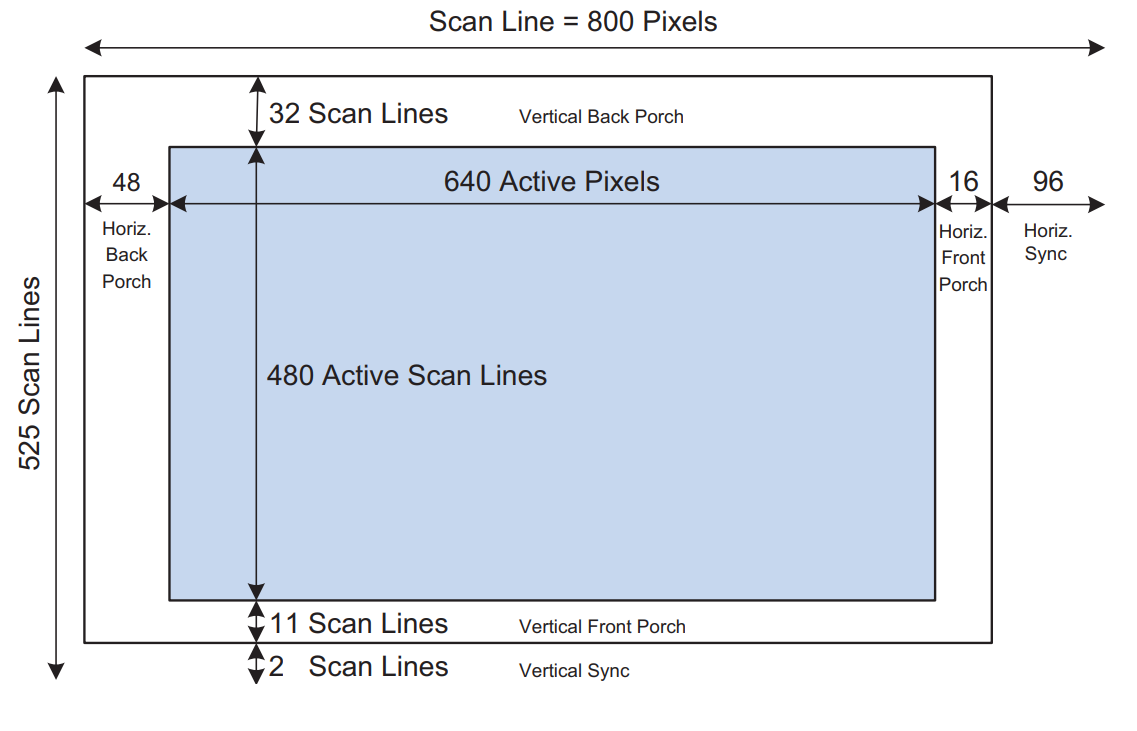 Scan Line = 800 Pixels
32 Scan Lines
Vertical Back Porch
48
640 Active Pixels
16
96
Horiz.
Back
Porch
Horiz.
Front
Porch
Horiz.
Sync
525 Scan Lines
480 Active Scan Lines
11 Scan Lines
Vertical Front Porch
2 Scan Lines
Vertical Sync